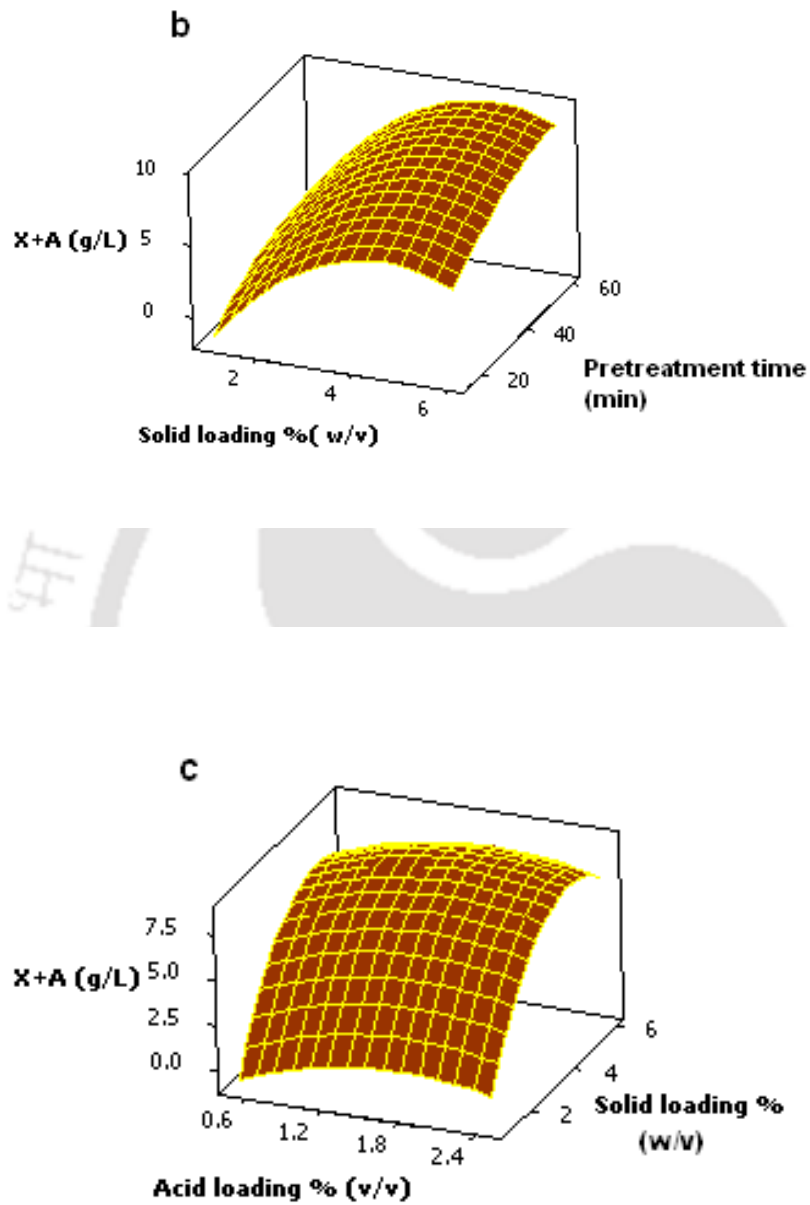 b
10
X+A (g/L) 5
0
2
4
6
Solid loading %( w/v)
20
40
60
Pretreatment time
(min)
c
7.5
X+A (g/L) 5.0
2.5
0.0
0.6
1.2
1.8
2.4
Acid loading % (v/v)
2
4
6
Solid loading %
(w/v)